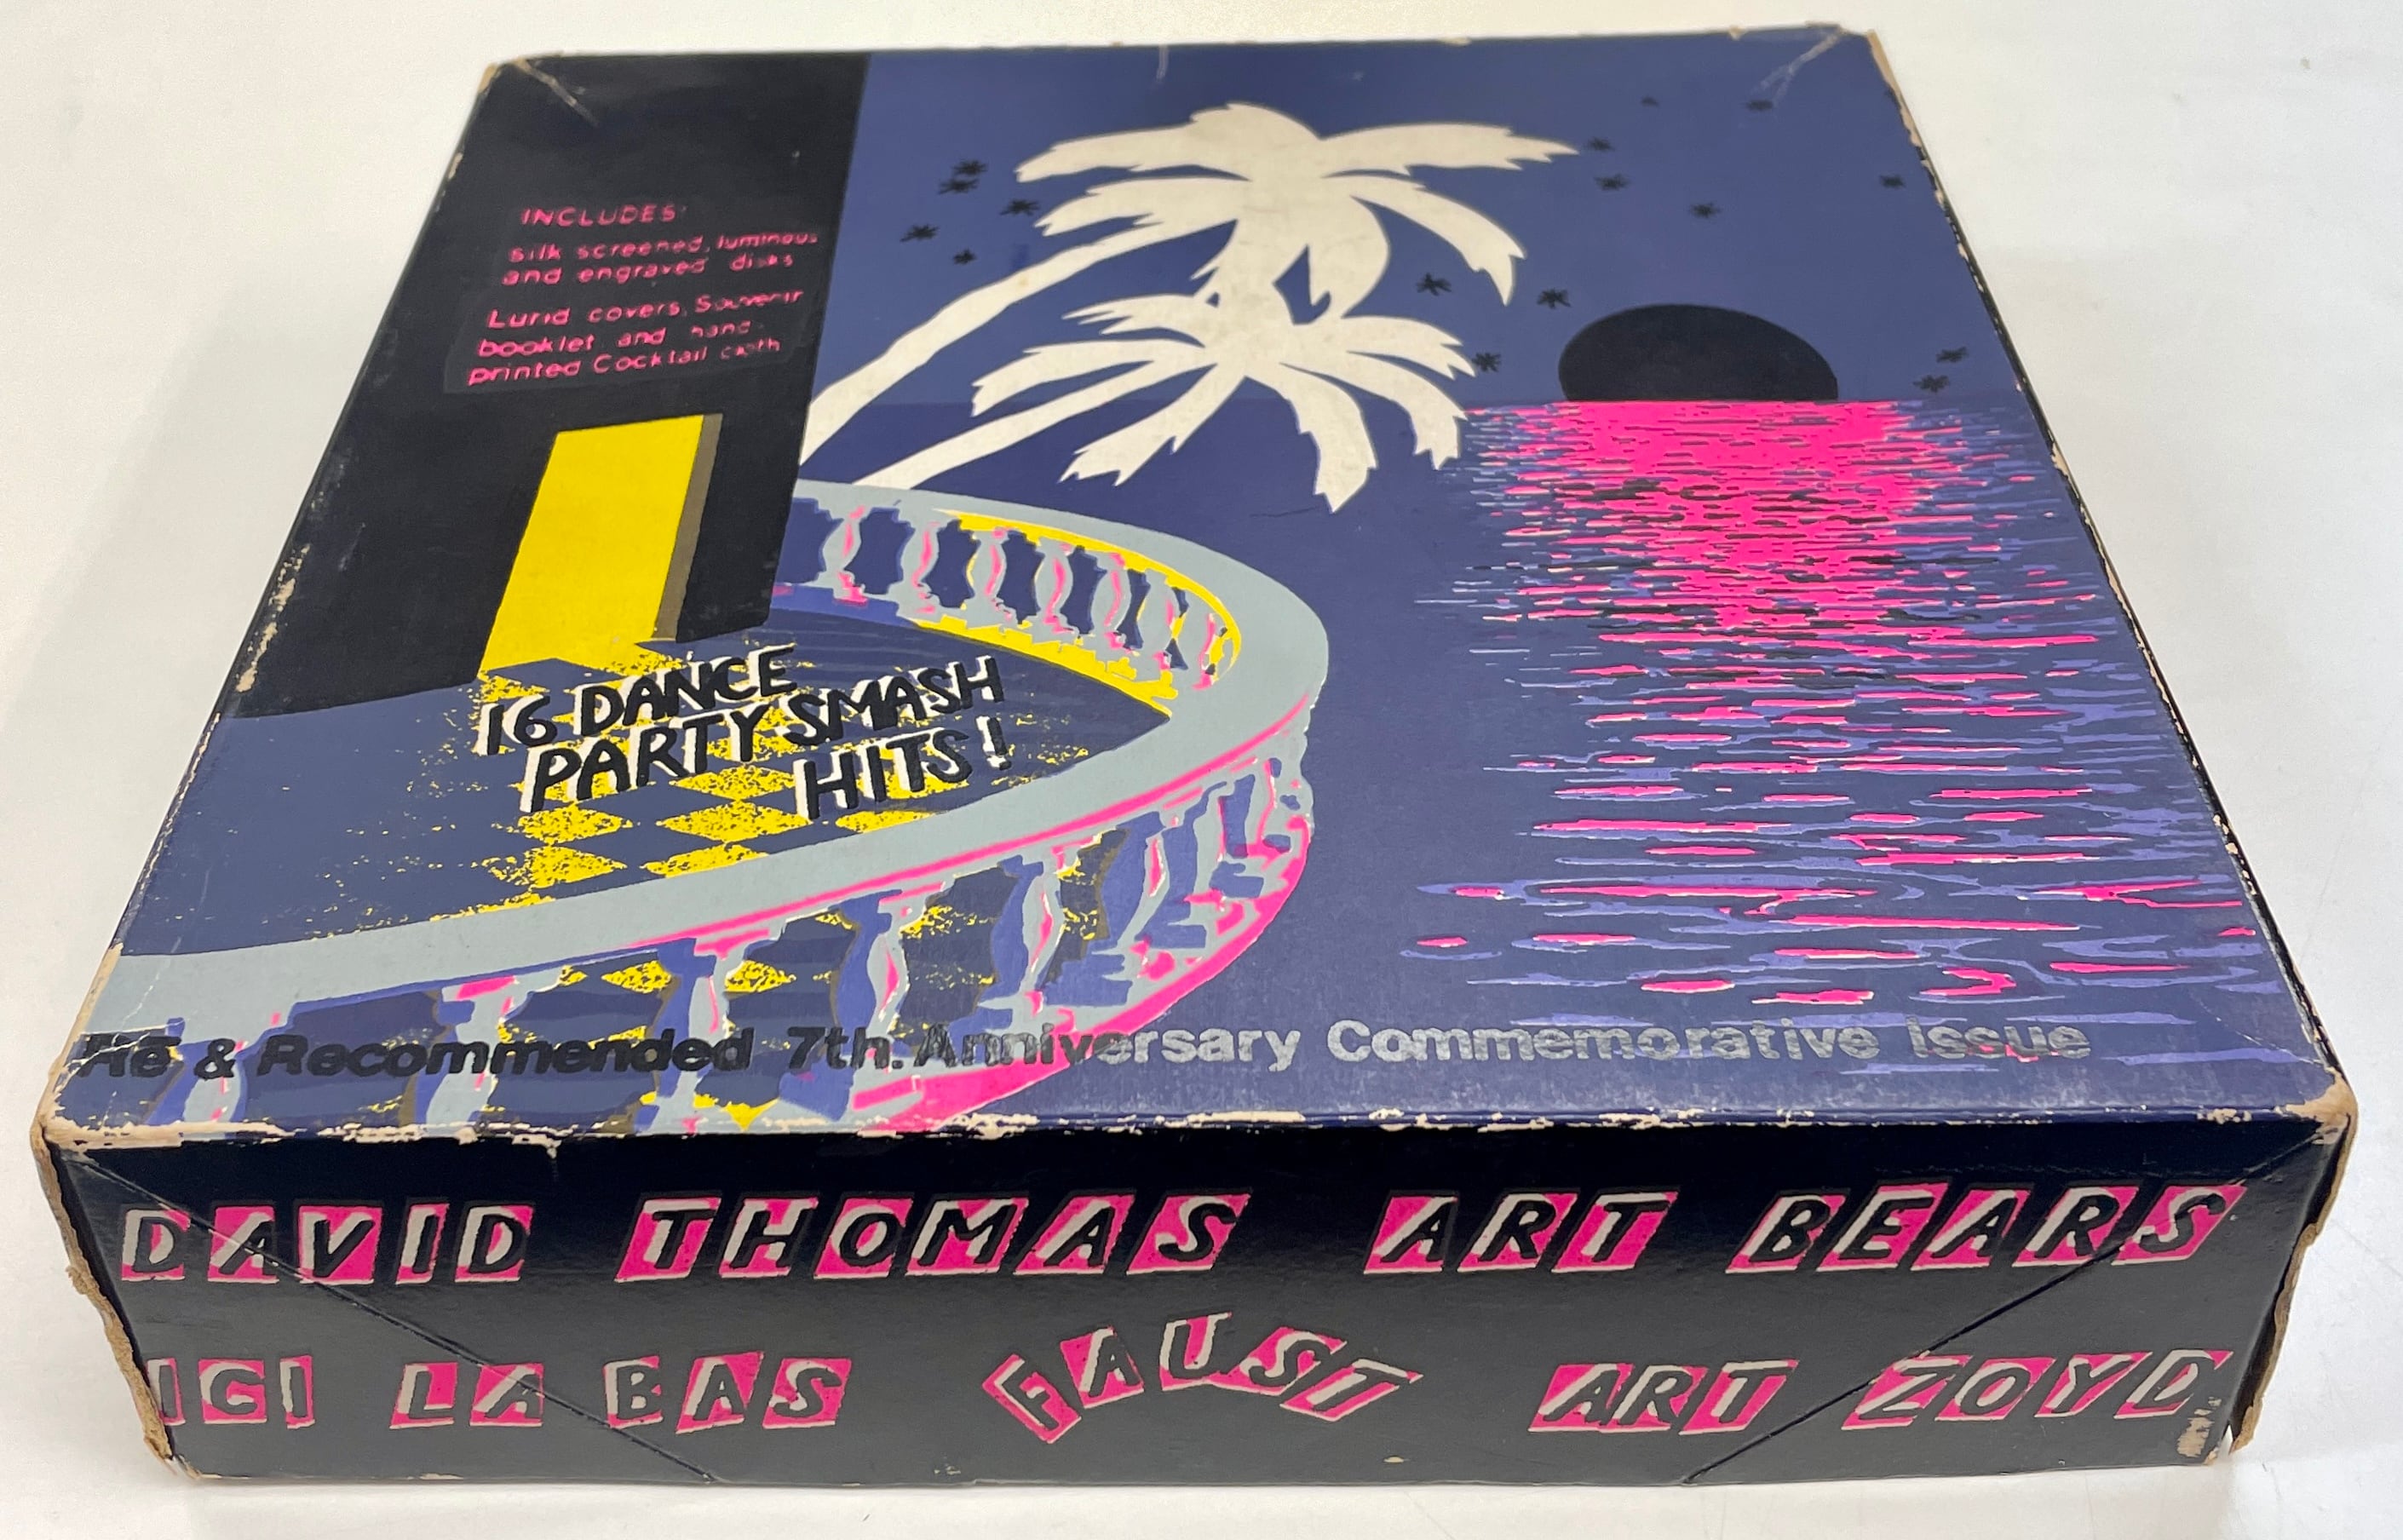 INCLUDES:
Silk screened, luminous
and engraved disks
Lurid covers, Souvenir
booklet and hand-
printed Cocktail cloth
16 DANCE
PARTY SMASH
HITS!
Ré & Recommended 7th. Anniversary Commemorative issue
DAVID THOMAS ART BEARS
ICI LA BAS FAUST ART ZOYD